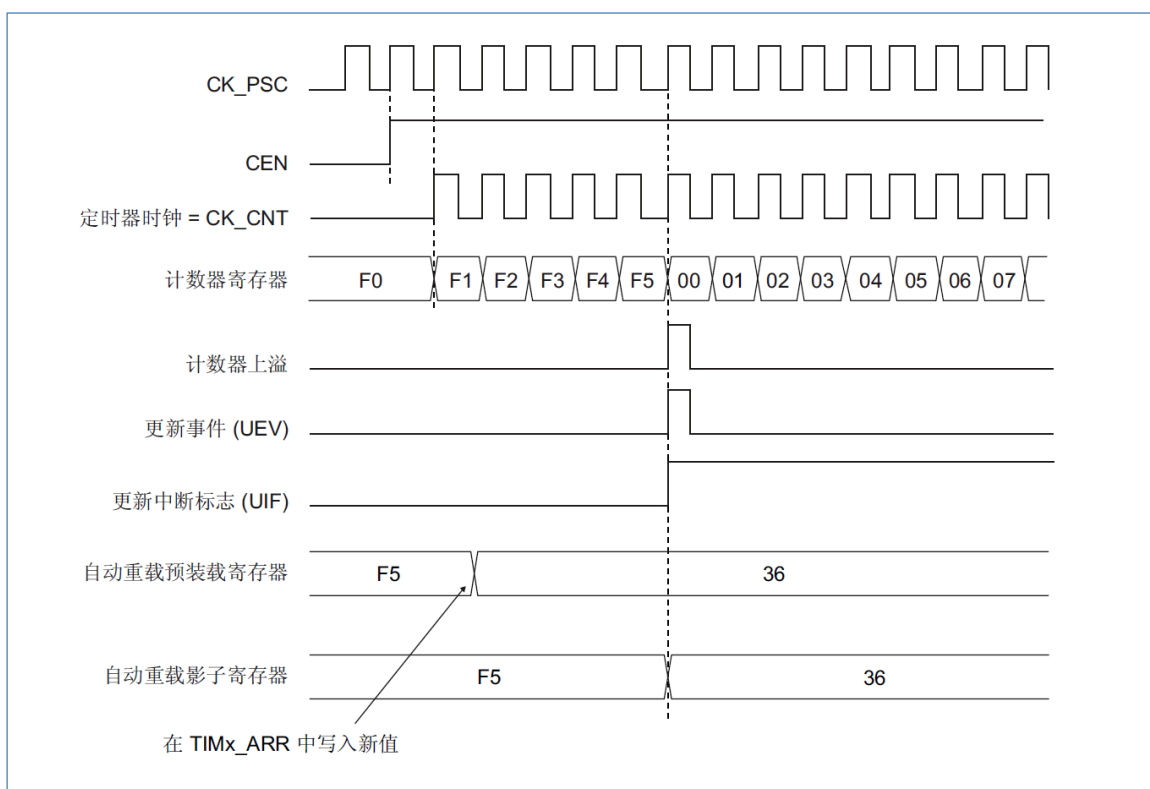 CK_PSC
CEN
定时器时钟 = CK_CNT
计数器寄存器 F0 F1 F2 F3 F4 F5 00 01 02 03 04 05 06 07
计数器上溢
更新事件 (UEV)
更新中断标志 (UIF)
自动重载预装载寄存器 F5 36
自动重载影子寄存器 F5 36
在 TIMx_ARR 中写入新值